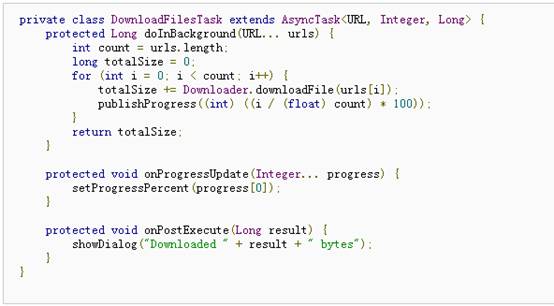 private class DownloadFilesTask extends AsyncTask<URL, Integer, Long> {
    protected Long doInBackground(URL... urls) {
        int count = urls.length;
        long totalSize = 0;
        for (int i = 0; i < count; i++) {
            totalSize += Downloader.downloadFile(urls[i]);
            publishProgress((int) ((i / (float) count) * 100));
        }
        return totalSize;
    }

    protected void onProgressUpdate(Integer... progress) {
        setProgressPercent(progress[0]);
    }

    protected void onPostExecute(Long result) {
        showDialog("Downloaded " + result + " bytes");
    }
}